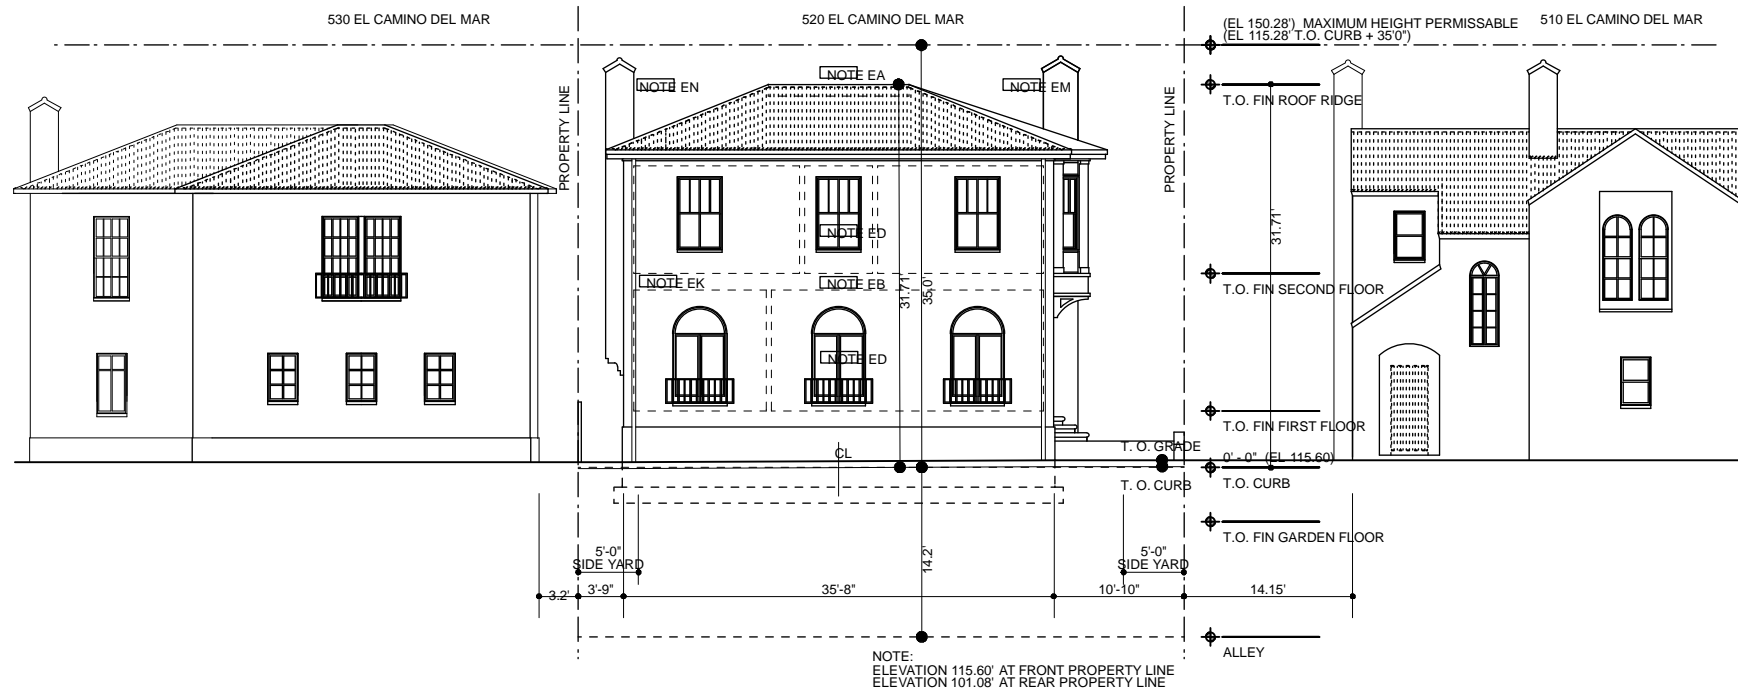 530 EL CAMINO DEL MAR
520 EL CAMINO DEL MAR
(EL 150.28') MAXIMUM HEIGHT PERMISSABLE
(EL 115.28' T.O. CURB + 35'0")
510 EL CAMINO DEL MAR
PROPERTY LINE
NOTE EN
NOTE EA
NOTE EM
PROPERTY LINE
T.O. FIN ROOF RIDGE
NOTE ED
31.71'
NOTE EK
NOTE EB
31.71'
35.0'
T.O. FIN SECOND FLOOR
NOTE ED
T.O. FIN FIRST FLOOR
CL
T. O. GRADE
0' - 0" (EL 115.60)
T. O. CURB
T.O. CURB
T.O. FIN GARDEN FLOOR
5'-0"
SIDE YARD
14.2'
5'-0"
SIDE YARD
3.2'
3'-9"
35'-8"
10'-10"
14.15'
ALLEY
NOTE:
ELEVATION 115.60' AT FRONT PROPERTY LINE
ELEVATION 101.08' AT REAR PROPERTY LINE